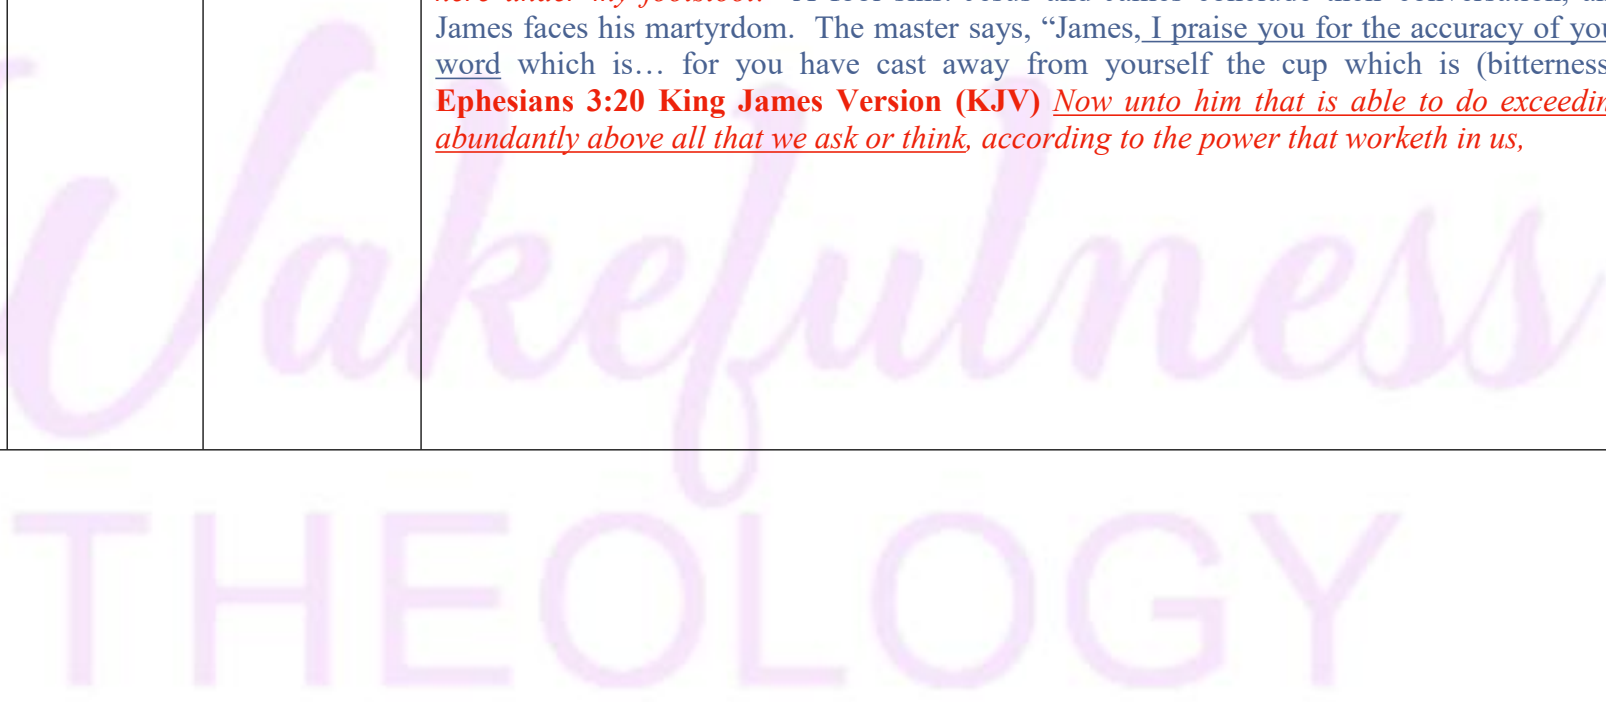 James faces his martyrdom. The master says, “James, I praise you for the accuracy of you
word which is… for you have cast away from yourself the cup which is (bitterness
Ephesians 3:20 King James Version (KJV) Now unto him that is able to do exceedin
abundantly above all that we ask or think, according to the power that worketh in us,
Wakefulness
THEOLOGY